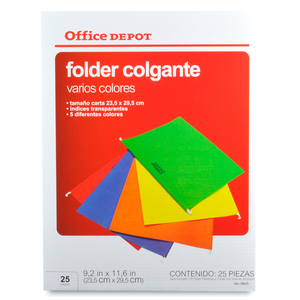 Office DEPOT
folder colgante
varios colores
• tamaño carta 23,5 x 29,5 cm
• índices transparentes
• 5 diferentes colores
25
9,2 in x 11,6 in
(23,5 cm x 29,5 cm)
CONTENIDO: 25 PIEZAS